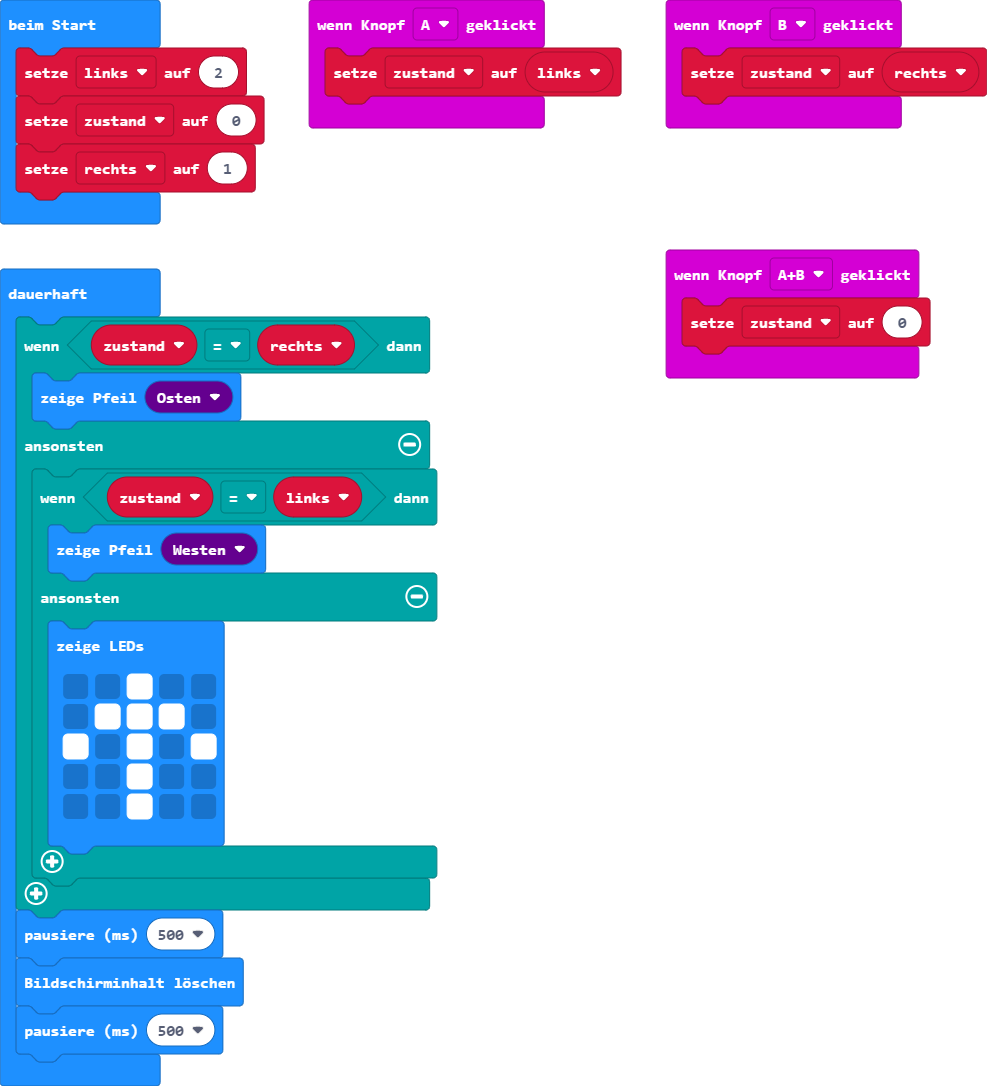 beim Start
setze links auf 2
setze zustand auf 0
setze rechts auf 1
wenn Knopf A geklickt
setze zustand auf links
wenn Knopf B geklickt
setze zustand auf rechts
wenn Knopf A+B geklickt
setze zustand auf 0
dauerhaft
wenn zustand = rechts dann
zeige Pfeil Osten
ansonsten
wenn zustand = links dann
zeige Pfeil Westen
ansonsten
zeige LEDs
pausiere (ms) 500
Bildschirminhalt löschen
pausiere (ms) 500